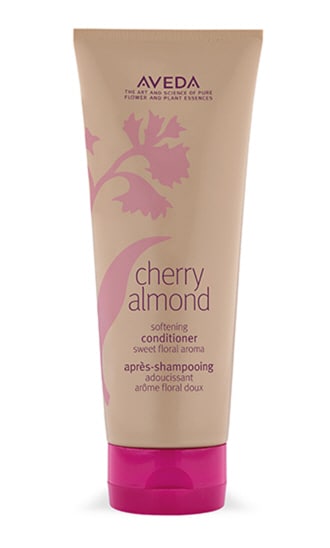 AVEDA
THE ART AND SCIENCE OF PURE
FLOWER AND PLANT ESSENCES
cherry
almond
softening
conditioner
sweet floral aroma
après-shampooing
adoucissant
arôme floral doux